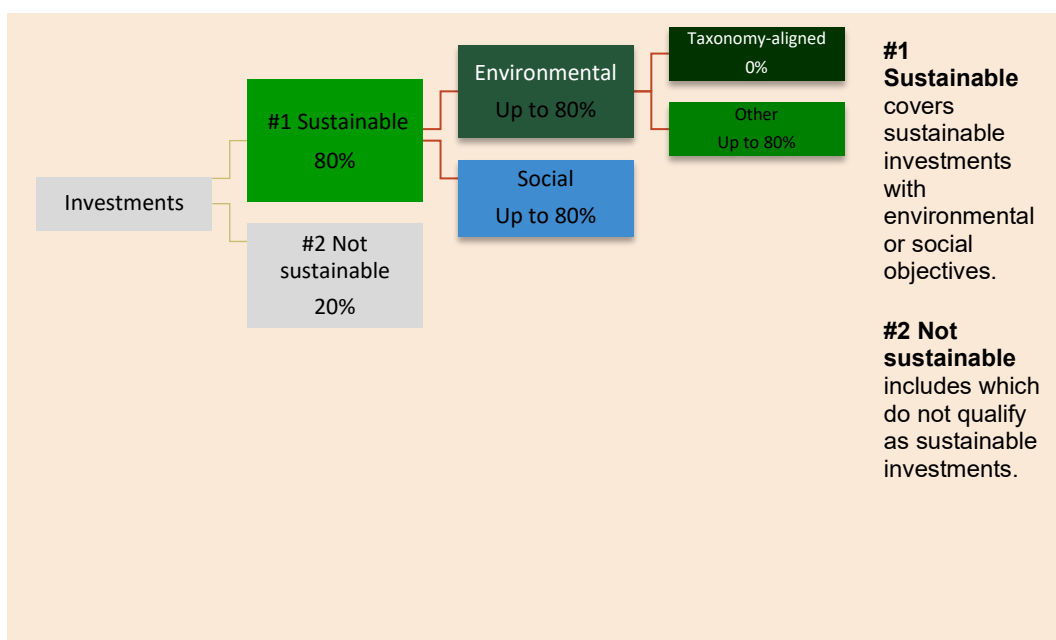 Investments
#1 Sustainable
80%
#2 Not
sustainable
20%
Environmental
Up to 80%
Social
Up to 80%
Taxonomy-aligned
0%
Other
Up to 80%
#1
Sustainable
covers
sustainable
investments
with
environmental
or social
objectives.
#2 Not
sustainable
includes which
do not qualify
as sustainable
investments.